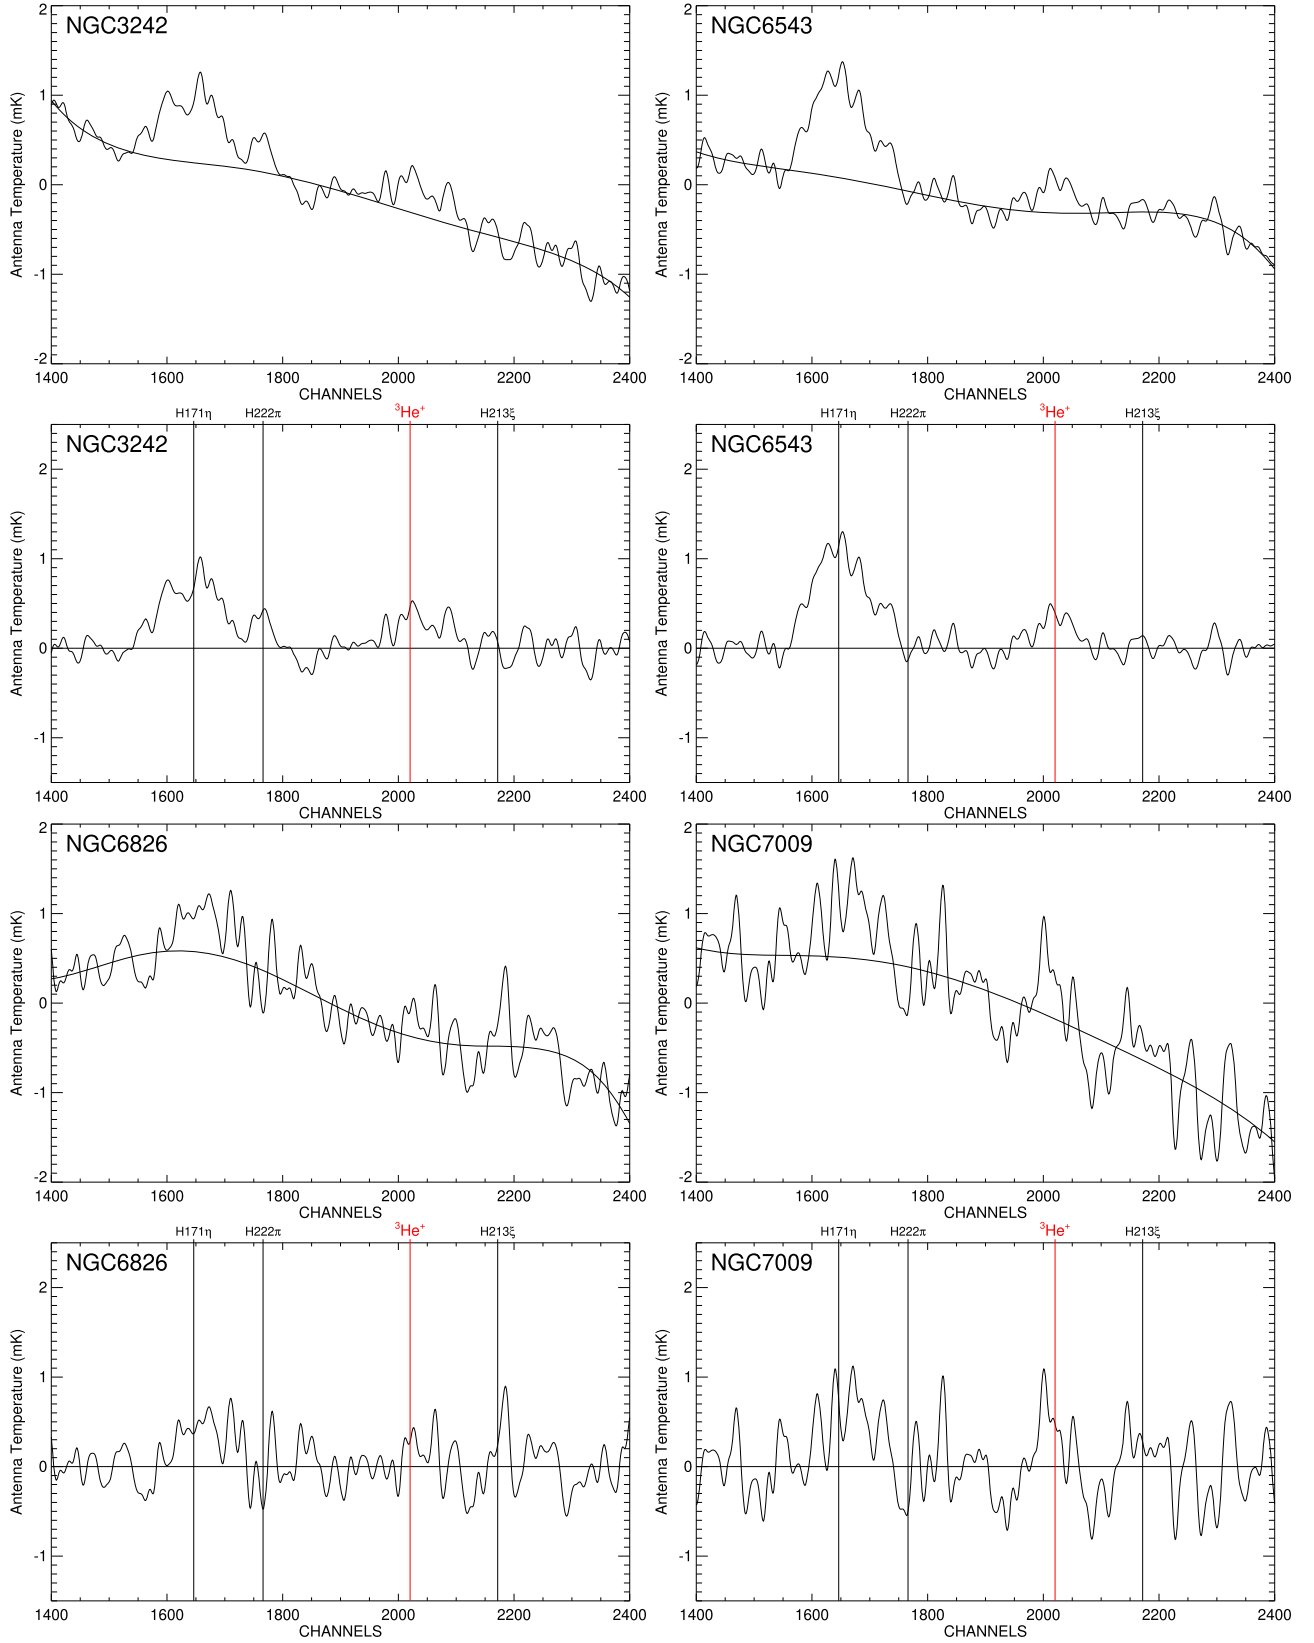 NGC3242
2
1
0
-1
-2
Antenna Temperature (mK)
1400 1600 1800 2000 2200 2400
CHANNELS
NGC6543
2
1
0
-1
-2
Antenna Temperature (mK)
1400 1600 1800 2000 2200 2400
CHANNELS
H171η H222π ³He⁺ H213ξ
NGC3242
2
1
0
-1
Antenna Temperature (mK)
1400 1600 1800 2000 2200 2400
CHANNELS
H171η H222π ³He⁺ H213ξ
NGC6543
2
1
0
-1
Antenna Temperature (mK)
1400 1600 1800 2000 2200 2400
CHANNELS
NGC6826
2
1
0
-1
-2
Antenna Temperature (mK)
1400 1600 1800 2000 2200 2400
CHANNELS
NGC7009
2
1
0
-1
-2
Antenna Temperature (mK)
1400 1600 1800 2000 2200 2400
CHANNELS
H171η H222π ³He⁺ H213ξ
NGC6826
2
1
0
-1
Antenna Temperature (mK)
1400 1600 1800 2000 2200 2400
CHANNELS
H171η H222π ³He⁺ H213ξ
NGC7009
2
1
0
-1
Antenna Temperature (mK)
1400 1600 1800 2000 2200 2400
CHANNELS